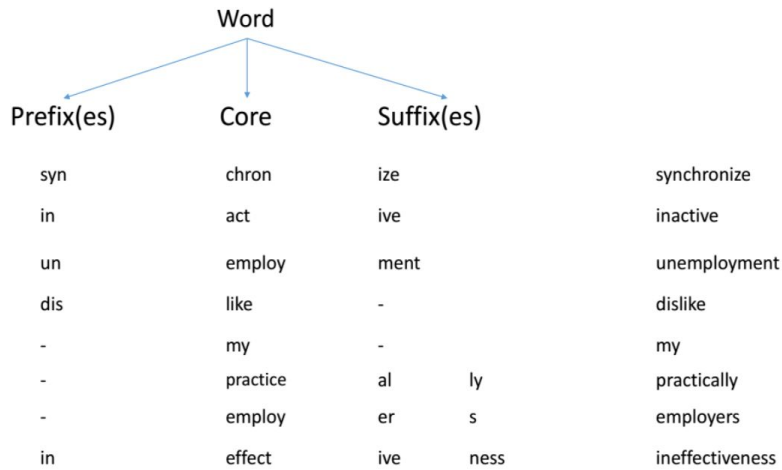 Word
Prefix(es) Core Suffix(es)
syn chron ize synchronize
in act ive inactive
un employ ment unemployment
dis like - dislike
- my - my
- practice al ly practically
- employ er s employers
in effect ive ness ineffectiveness